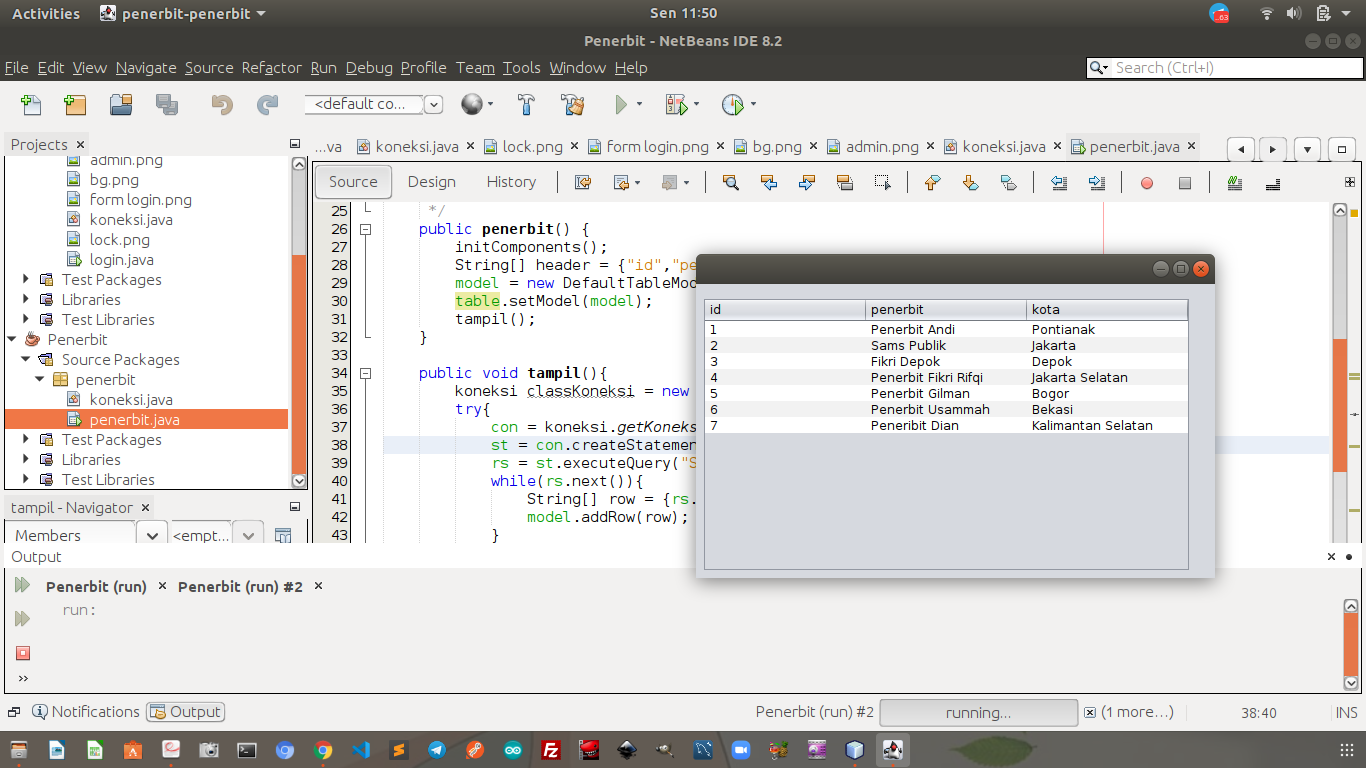 Activities penerbit-penerbit Sen 11:50 63
Penerbit - NetBeans IDE 8.2
File Edit View Navigate Source Refactor Run Debug Profile Team Tools Window Help Search (Ctrl+I)
<default co...
Projects
admin.png
bg.png
form login.png
koneksi.java
lock.png
login.java
Test Packages
Libraries
Test Libraries
Penerbit
Source Packages
penerbit
koneksi.java
penerbit.java
Test Packages
Libraries
Test Libraries
tampil - Navigator
Members <empt...
...va koneksi.java lock.png form login.png bg.png admin.png koneksi.java penerbit.java
Source Design History
25 */
26 public penerbit() {
27 initComponents();
28 String[] header = {"id","pe
29 model = new DefaultTableMod
30 table.setModel(model);
31 tampil();
32 }
33
34 public void tampil(){
35 koneksi classKoneksi = new
36 try{
37 con = koneksi.getKoneks
38 st = con.createStatemen
39 rs = st.executeQuery("S
40 while(rs.next()){
41 String[] row = {rs.
42 model.addRow(row);
43 }
id penerbit kota
1 Penerbit Andi Pontianak
2 Sams Publik Jakarta
3 Fikri Depok Depok
4 Penerbit Fikri Rifqi Jakarta Selatan
5 Penerbit Gilman Bogor
6 Penerbit Usammah Bekasi
7 Peneribit Dian Kalimantan Selatan
Output
Penerbit (run) Penerbit (run) #2
run:
Notifications Output Penerbit (run) #2 running... (1 more...) 38:40 INS